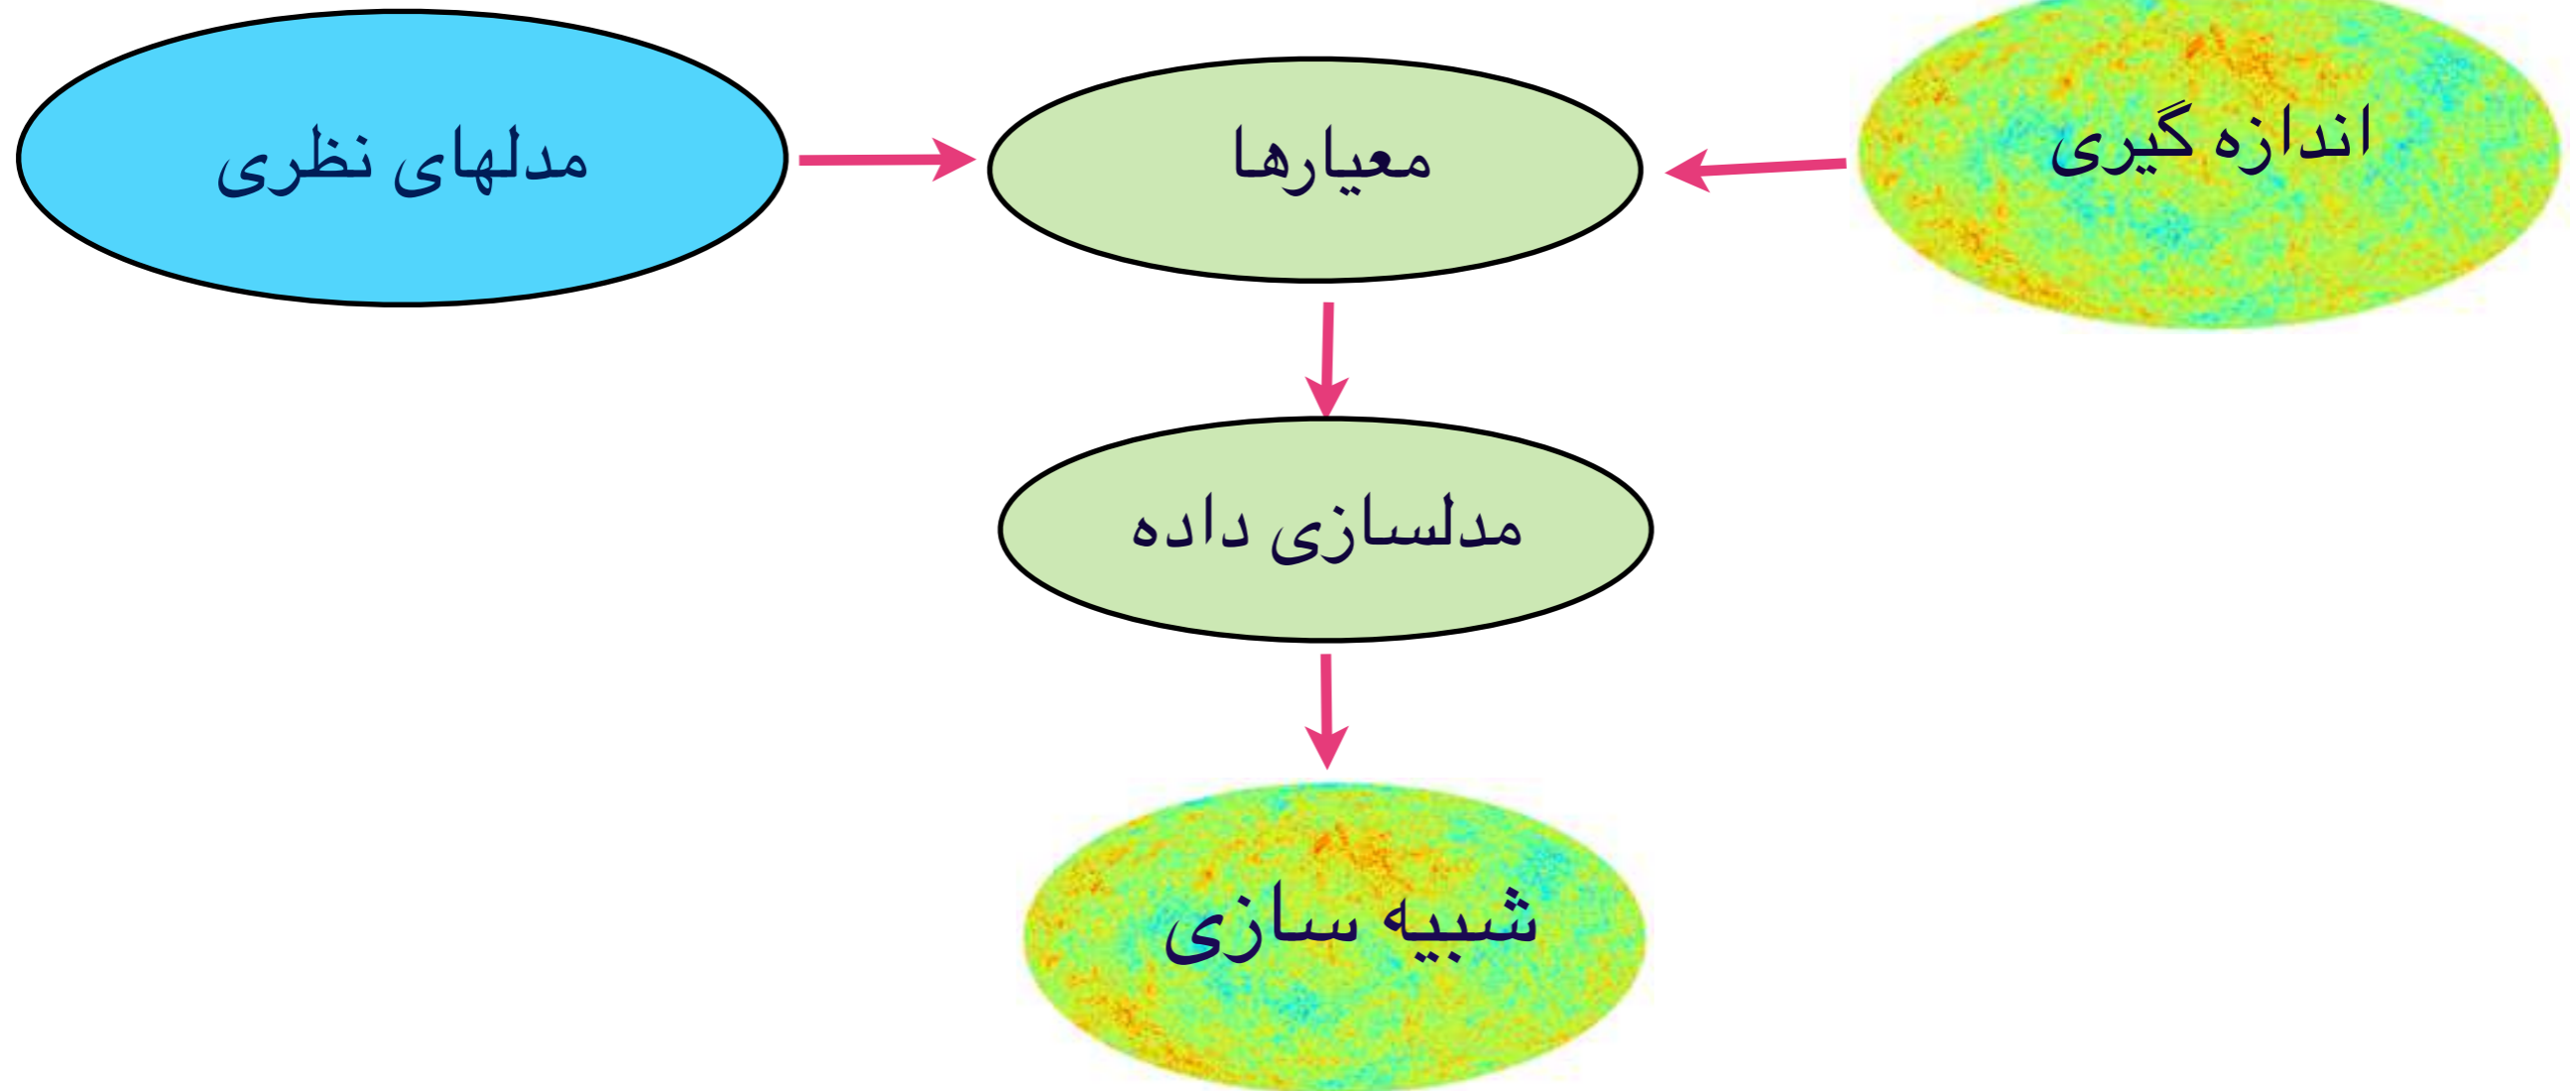 اندازه گیری
معیارها
مدلهای نظری
مدلسازی داده
شبیه سازی